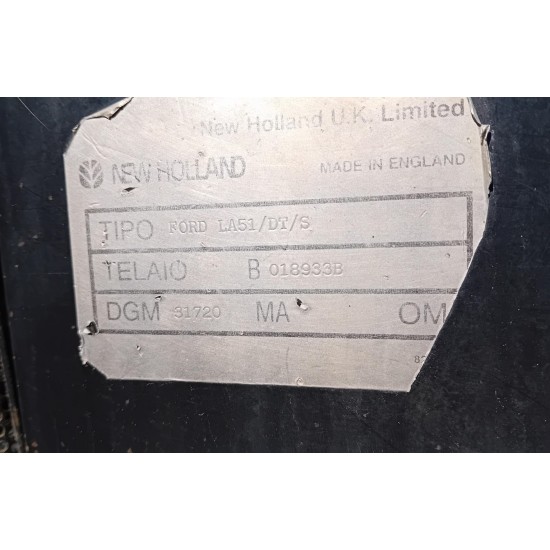 New Holland U.K. Limited
NEW HOLLAND
MADE IN ENGLAND
TIPO FORD LA51/DT/S
TELAIO B 018933B
DGM 31720 MA OM